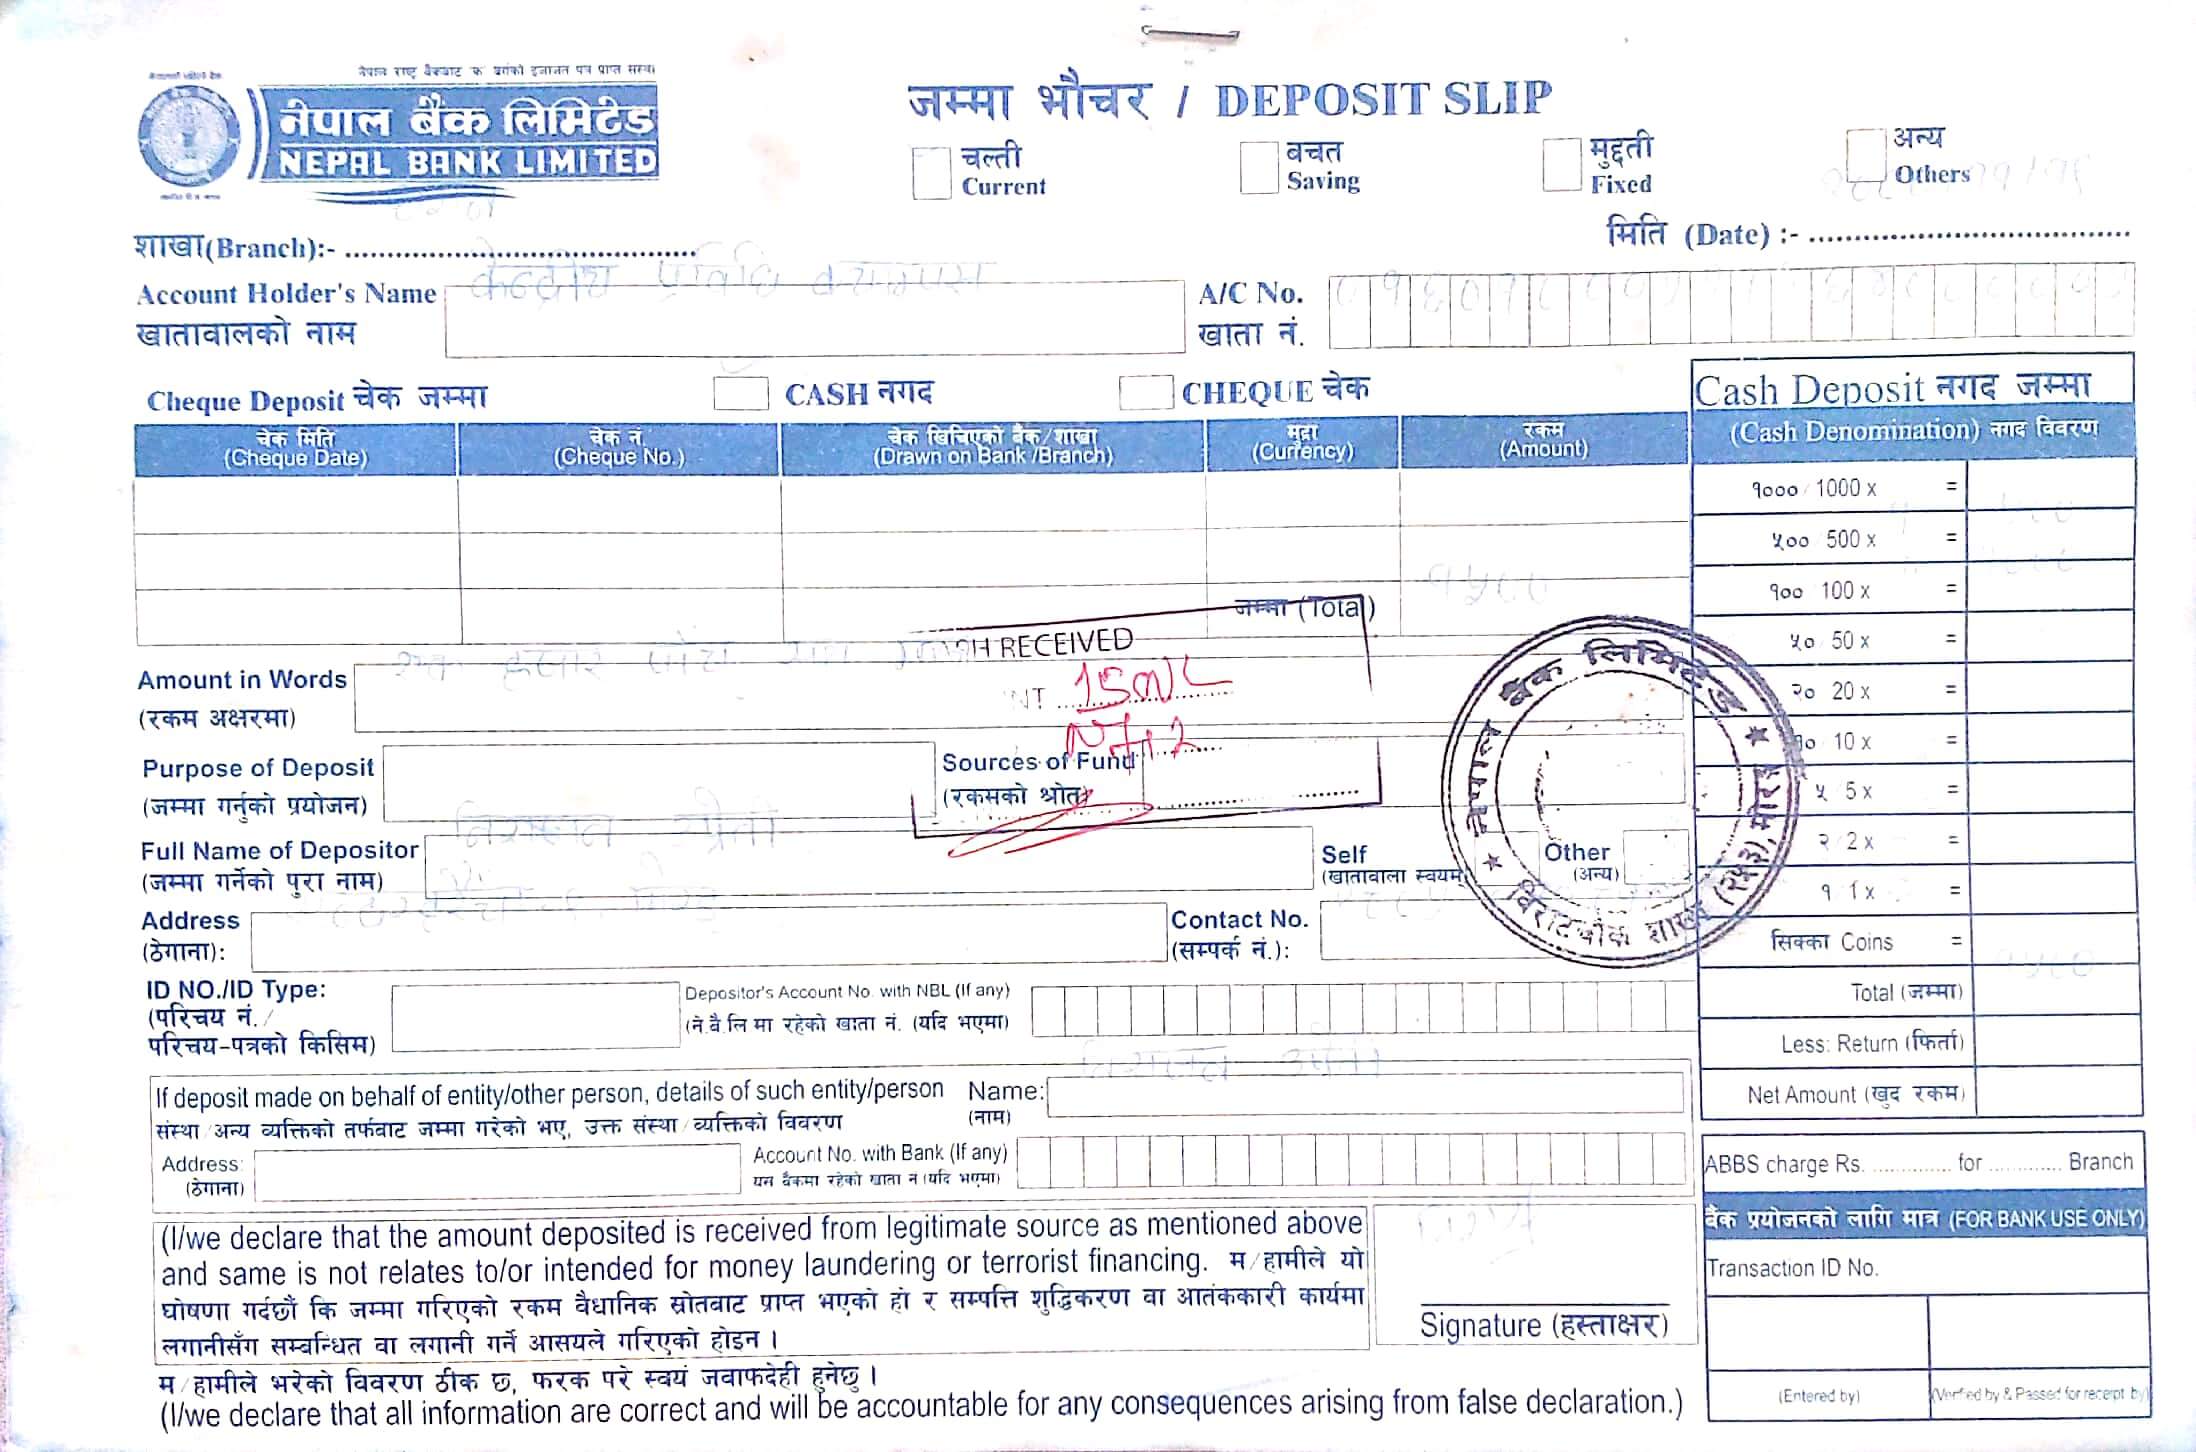 नेपाल राष्ट्र बैंकबाट "क" वर्गको इजाजत पत्र प्राप्त संस्था
नेपाल बैंक लिमिटेड
NEPAL BANK LIMITED
जम्मा भौचर / DEPOSIT SLIP
चल्ती
Current
बचत
Saving
मुद्दती
Fixed
अन्य
Others
शाखा(Branch):-
मिति (Date) :-
Account Holder's Name
खातावालको नाम
केन्द्रीय प्रविधि क्याम्पस
A/C No.
खाता नं.
Cheque Deposit चेक जम्मा
CASH नगद
CHEQUE चेक
चेक मिति
(Cheque Date)
चेक नं.
(Cheque No.)
चेक खिचिएको बैंक/शाखा
(Drawn on Bank /Branch)
मुद्रा
(Currency)
रकम
(Amount)
१५००
जम्मा (Total)
Cash Deposit नगद जम्मा
(Cash Denomination) नगद विवरण
१००० 1000 x =
५०० 500 x =
१०० 100 x =
५० 50 x =
२० 20 x =
१० 10 x =
५ 5 x =
२ 2 x =
१ 1 x =
सिक्का Coins =
Total (जम्मा)
Less: Return (फिर्ता)
Net Amount (खुद रकम)
Amount in Words
(रकम अक्षरमा)
एक हजार पाँच सय
H RECEIVED
NT
Purpose of Deposit
(जम्मा गर्नुको प्रयोजन)
Sources of Fund
(रकमको श्रोत)
Full Name of Depositor
(जम्मा गर्नेको पुरा नाम)
Self
(खातावाला स्वयम्)
Other
(अन्य)
नेपाल बैंक लिमिटेड
विराटचोक शाखा (२५३), मोरङ
Address
(ठेगाना):
Contact No.
(सम्पर्क नं.):
ID NO./ID Type:
(परिचय नं./
परिचय-पत्रको किसिम)
Depositor's Account No. with NBL (If any)
(ने.बै.लि मा रहेको खाता नं. (यदि भएमा)
If deposit made on behalf of entity/other person, details of such entity/person
संस्था/अन्य व्यक्तिको तर्फबाट जम्मा गरेको भए, उक्त संस्था/व्यक्तिको विवरण
Name:
(नाम)
Address:
(ठेगाना)
Account No. with Bank (If any)
यस बैंकमा रहेको खाता नं (यदि भएमा)
ABBS charge Rs. .............. for ............. Branch
बैंक प्रयोजनको लागि मात्र (FOR BANK USE ONLY)
Transaction ID No.
(Entered by)
(Verified by & Passed for receipt by)
(I/we declare that the amount deposited is received from legitimate source as mentioned above
and same is not relates to/or intended for money laundering or terrorist financing. म/हामीले यो
घोषणा गर्दछौं कि जम्मा गरिएको रकम वैधानिक स्रोतबाट प्राप्त भएको हो र सम्पत्ति शुद्धिकरण वा आतंककारी कार्यमा
लगानीसँग सम्बन्धित वा लगानी गर्ने आसयले गरिएको होइन ।
Signature (हस्ताक्षर)
म/हामीले भरेको विवरण ठीक छ, फरक परे स्वयं जवाफदेही हुनेछु ।
(I/we declare that all information are correct and will be accountable for any consequences arising from false declaration.)